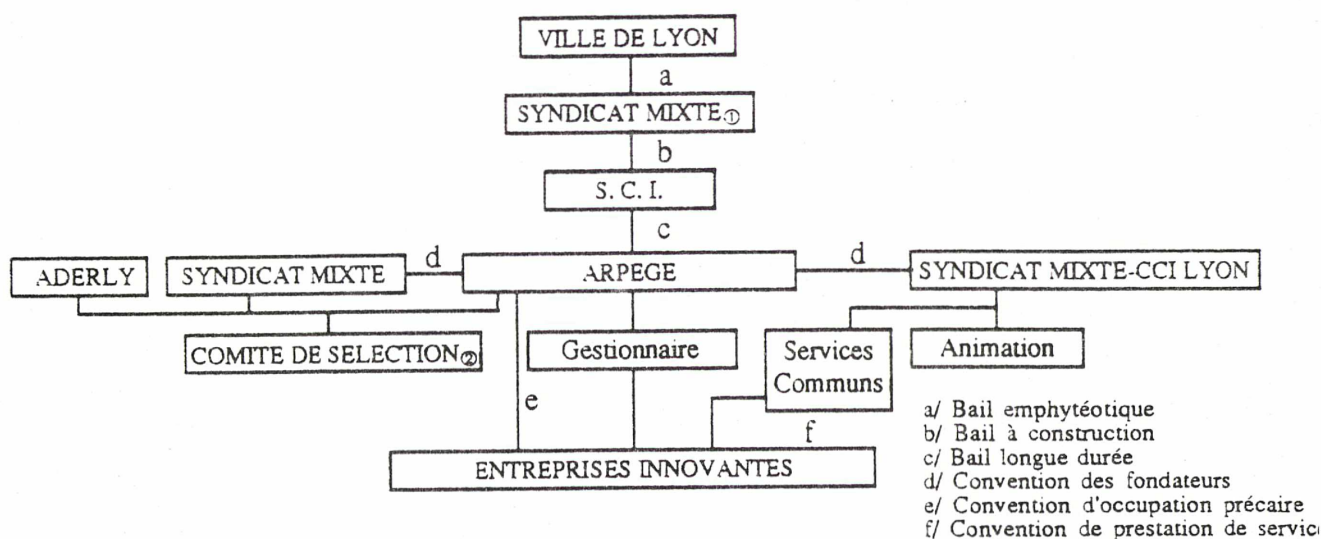 VILLE DE LYON
a
SYNDICAT MIXTE①
b
S. C. I.
c
ADERLY
SYNDICAT MIXTE
d
ARPEGE
d
SYNDICAT MIXTE-CCI LYON
COMITE DE SELECTION②
Gestionnaire
Services
Communs
Animation
e
f
ENTREPRISES INNOVANTES
a/ Bail emphytéotique
b/ Bail à construction
c/ Bail longue durée
d/ Convention des fondateurs
e/ Convention d'occupation précaire
f/ Convention de prestation de servic